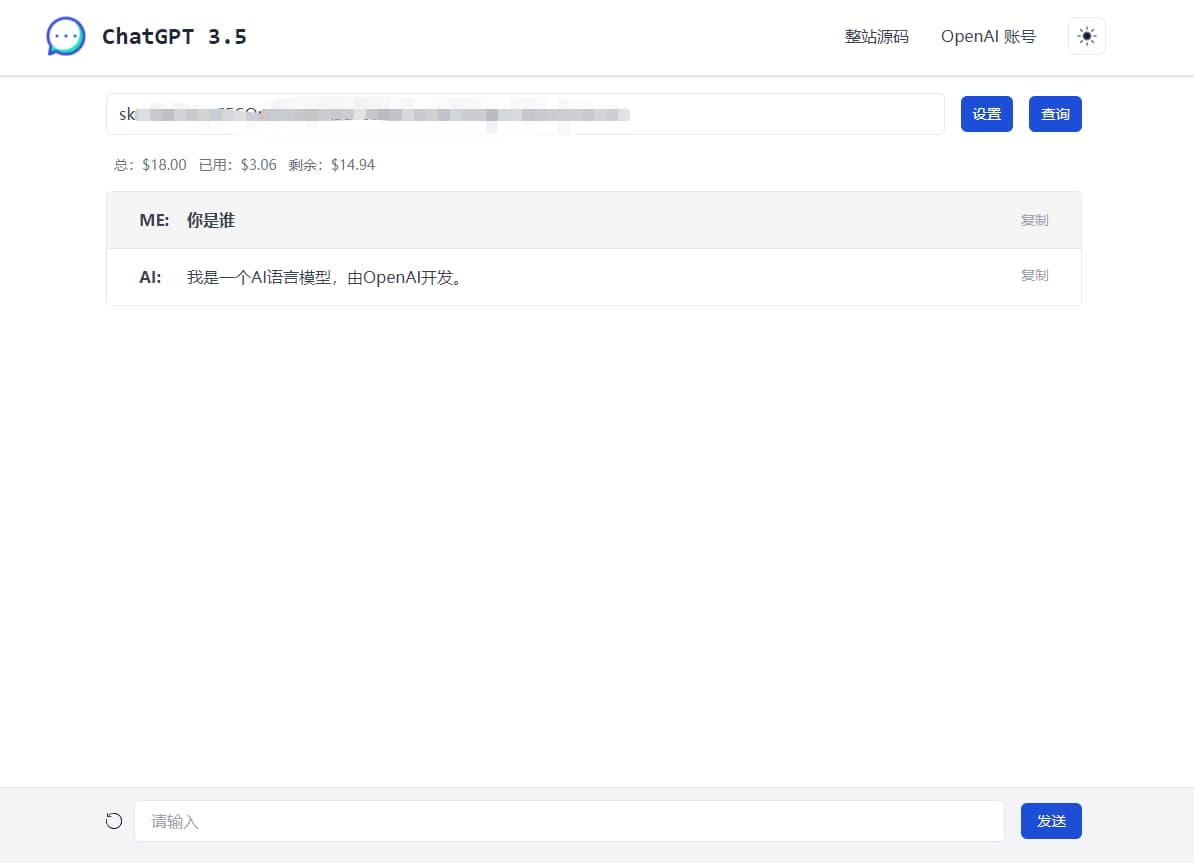 ChatGPT 3.5
整站源码 OpenAI 账号
sk
设置 查询
总：$18.00 已用：$3.06 剩余：$14.94
ME: 你是谁 复制
AI: 我是一个AI语言模型，由OpenAI开发。 复制
请输入 发送